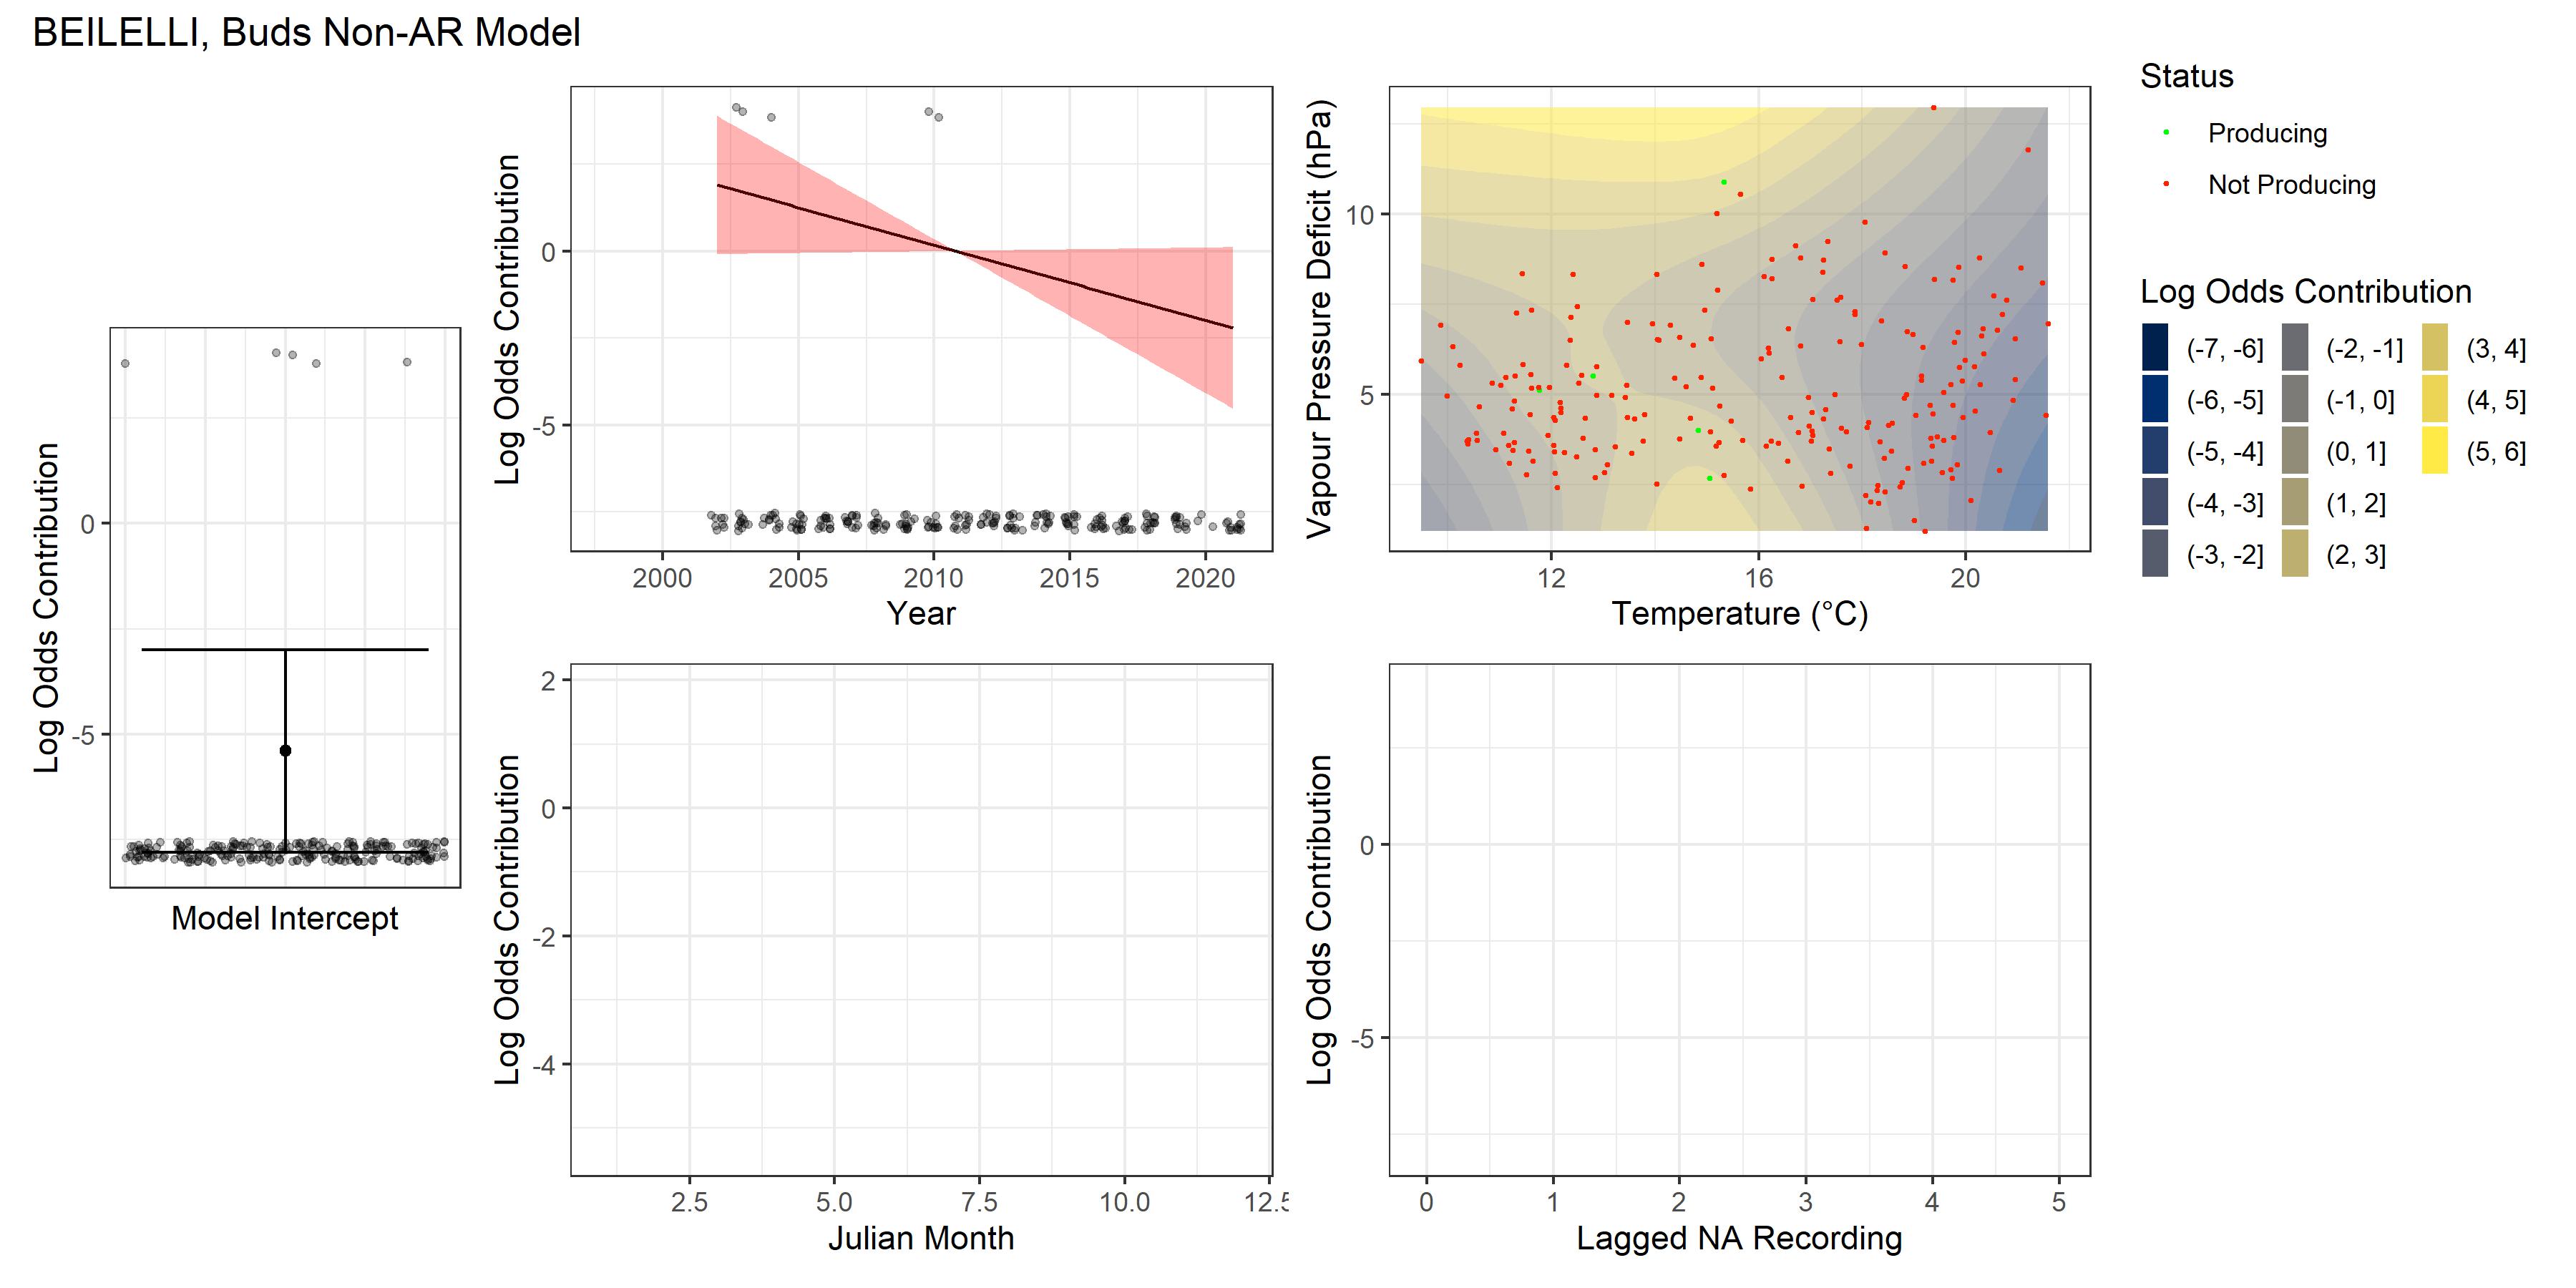 BEILELLI, Buds Non-AR Model
Log Odds Contribution
0
-5
Model Intercept
Log Odds Contribution
0
-5
2000 2005 2010 2015 2020
Year
Vapour Pressure Deficit (hPa)
10
5
12 16 20
Temperature (°C)
Status
Producing
Not Producing
Log Odds Contribution
(-7, -6] (-2, -1] (3, 4]
(-6, -5] (-1, 0] (4, 5]
(-5, -4] (0, 1] (5, 6]
(-4, -3] (1, 2]
(-3, -2] (2, 3]
Log Odds Contribution
2
0
-2
-4
2.5 5.0 7.5 10.0 12.5
Julian Month
Log Odds Contribution
0
-5
0 1 2 3 4 5
Lagged NA Recording